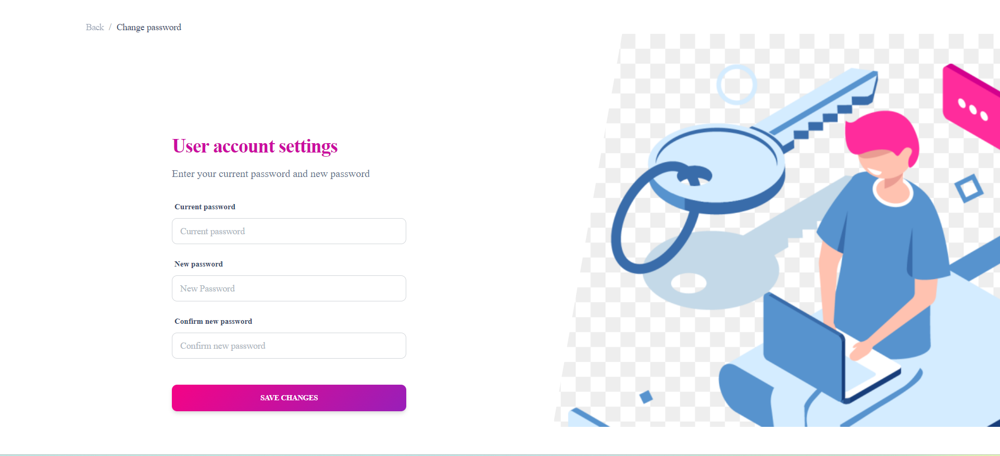 Back / Change password
User account settings
Enter your current password and new password
Current password
Current password
New password
New Password
Confirm new password
Confirm new password
SAVE CHANGES